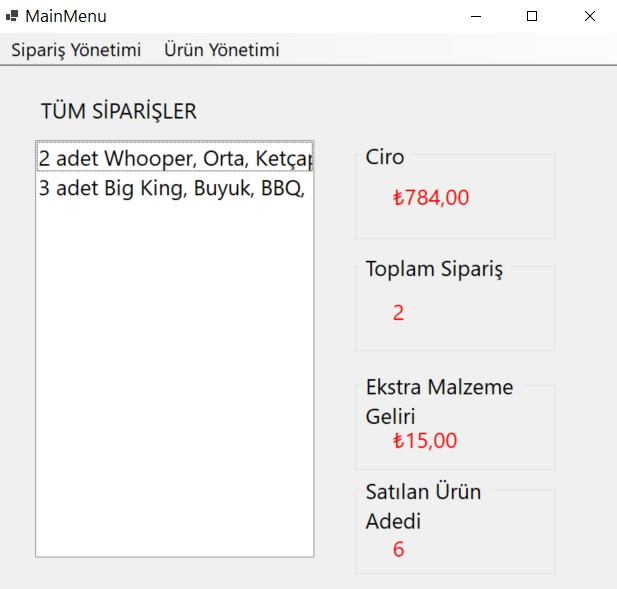 MainMenu
Sipariş Yönetimi Ürün Yönetimi
TÜM SİPARİŞLER
2 adet Whooper, Orta, Ketçap
3 adet Big King, Buyuk, BBQ,
Ciro
₺784,00
Toplam Sipariş
2
Ekstra Malzeme
Geliri
₺15,00
Satılan Ürün
Adedi
6